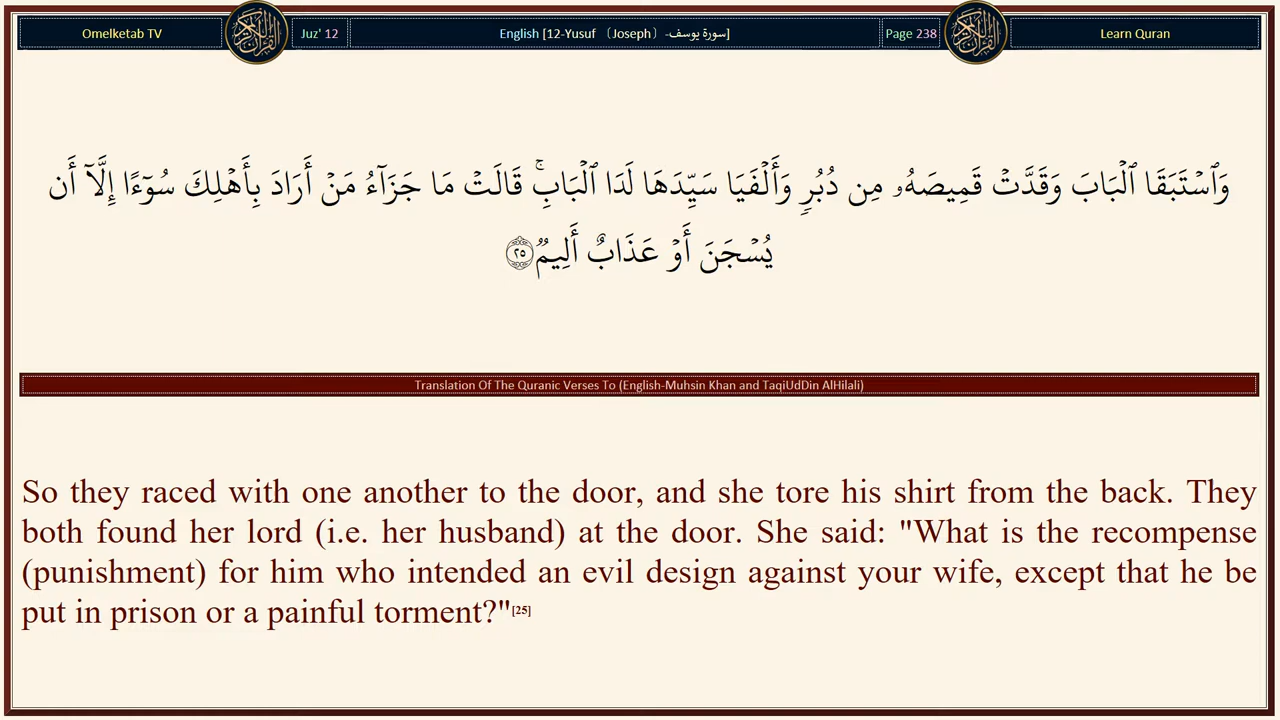 Omelketab TV
Juz' 12
English [12-Yusuf （Joseph）-سورة يوسف]
Page 238
Learn Quran
وَٱسۡتَبَقَا ٱلۡبَابَ وَقَدَّتۡ قَمِيصَهُۥ مِن دُبُرٖ وَأَلۡفَيَا سَيِّدَهَا لَدَا ٱلۡبَابِۚ قَالَتۡ مَا جَزَآءُ مَنۡ أَرَادَ بِأَهۡلِكَ سُوٓءًا إِلَّآ أَن
يُسۡجَنَ أَوۡ عَذَابٌ أَلِيمٞ ٢٥
Translation Of The Quranic Verses To (English-Muhsin Khan and TaqiUdDin AlHilali)
So they raced with one another to the door, and she tore his shirt from the back. They
both found her lord (i.e. her husband) at the door. She said: "What is the recompense
(punishment) for him who intended an evil design against your wife, except that he be
put in prison or a painful torment?"[25]